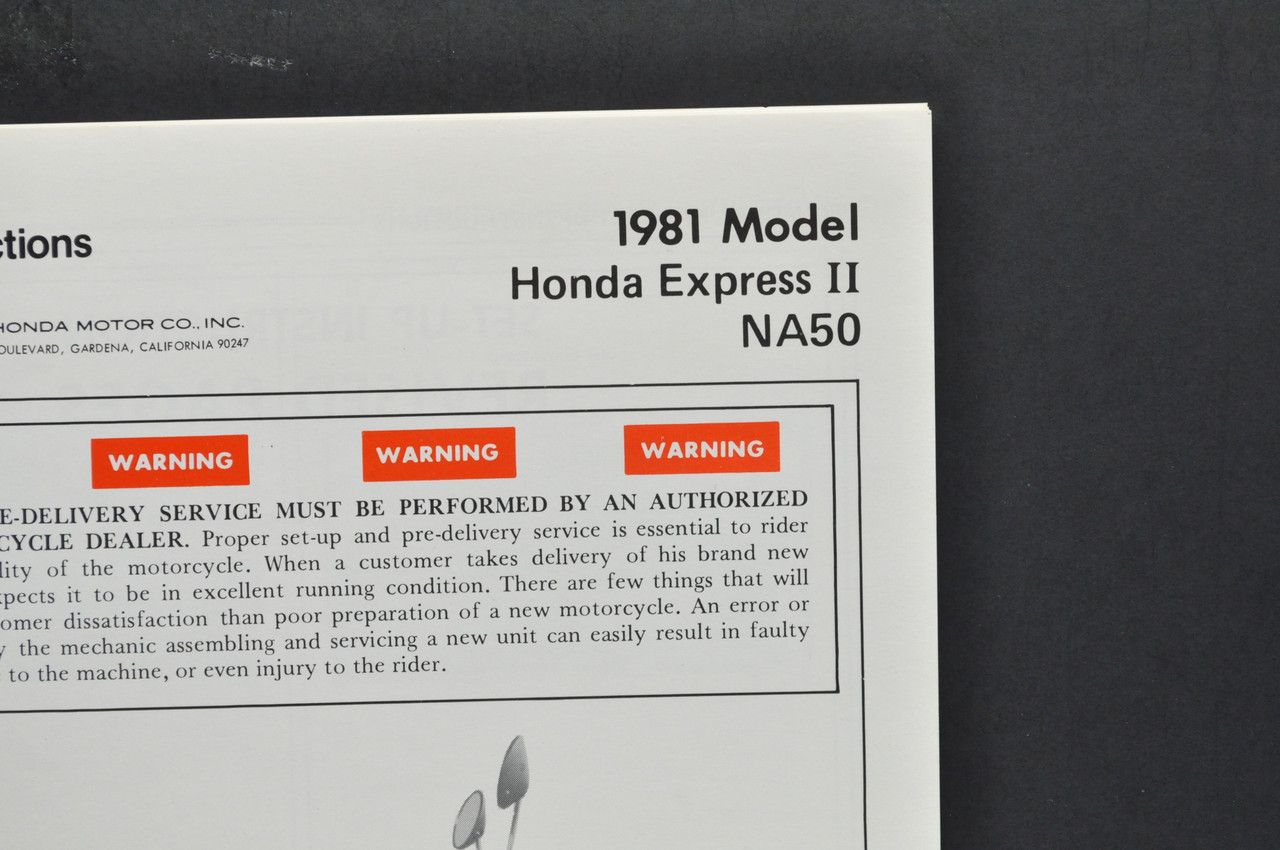 1981 Model
ctions
Honda Express II
HONDA MOTOR CO., INC.
NA50
OULEVARD, GARDENA, CALIFORNIA 90247
WARNING WARNING WARNING
E-DELIVERY SERVICE MUST BE PERFORMED BY AN AUTHORIZED
CYCLE DEALER. Proper set-up and pre-delivery service is essential to rider
lity of the motorcycle. When a customer takes delivery of his brand new
xpects it to be in excellent running condition. There are few things that will
omer dissatisfaction than poor preparation of a new motorcycle. An error or
y the mechanic assembling and servicing a new unit can easily result in faulty
to the machine, or even injury to the rider.